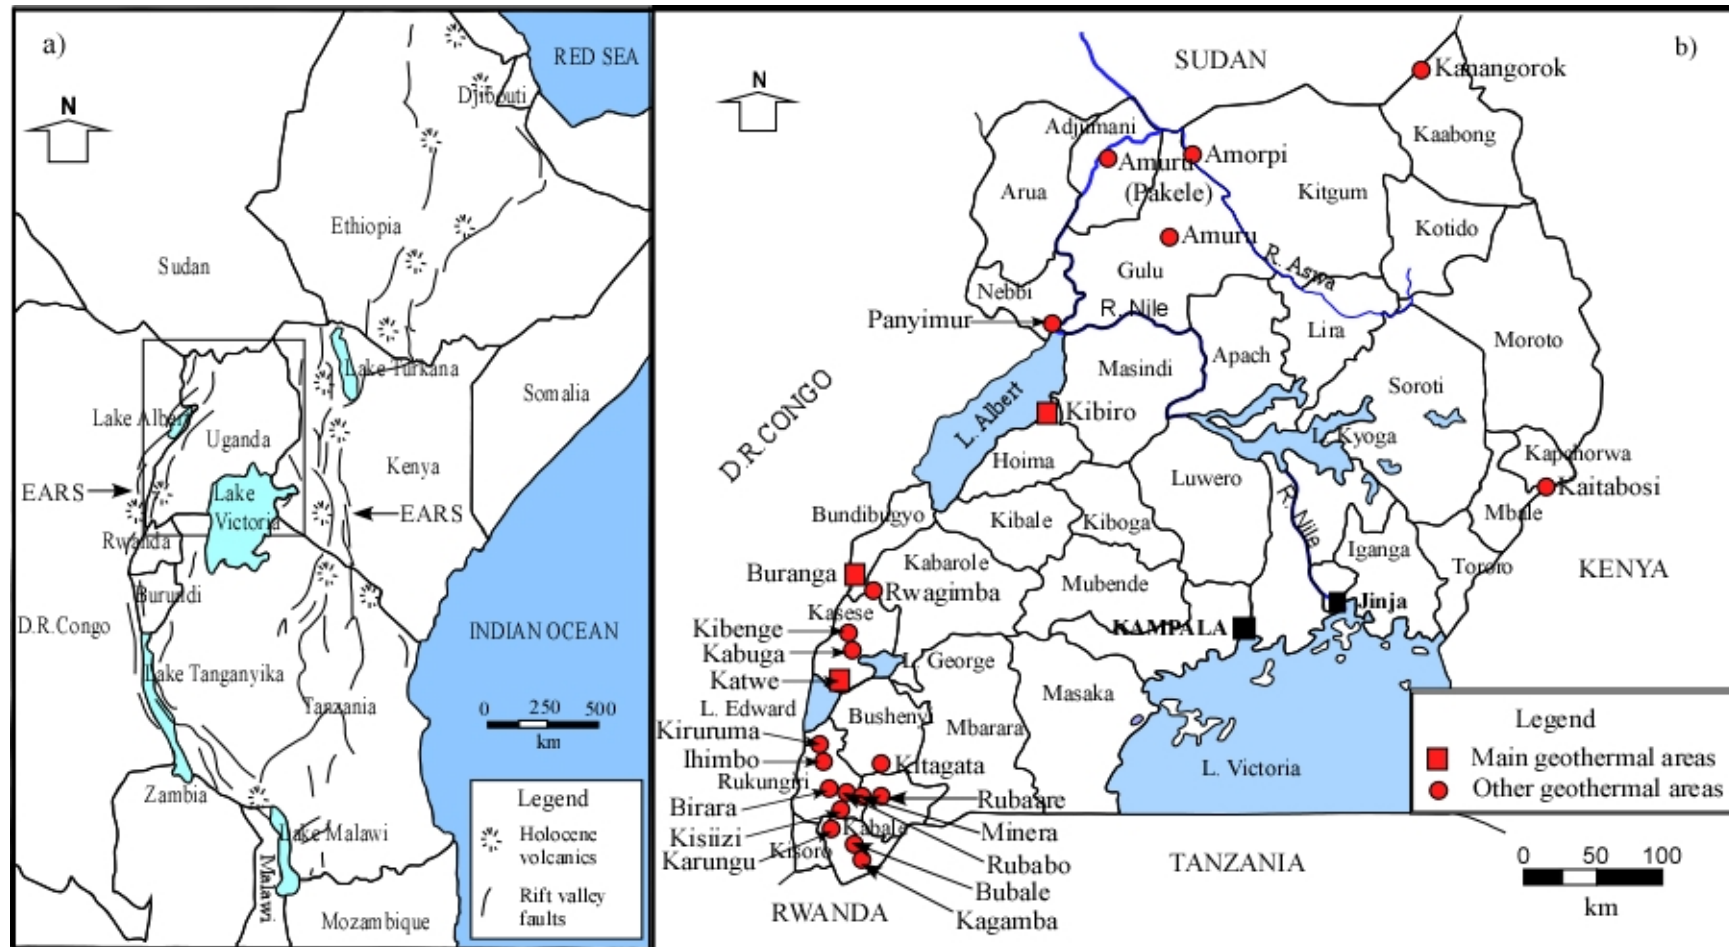 a)
RED SEA
N
Djibouti
Ethiopia
Sudan
Lake Turkana
Somalia
Lake Albert
Uganda
Kenya
EARS
Lake
Victoria
EARS
Rwanda
Burundi
D.R.Congo
INDIAN OCEAN
Lake Tanganyika
Tanzania
0 250 500
km
Zambia
Lake Malawi
Malawi
Mozambique
Legend
Holocene
volcanics
Rift valley
faults
b)
SUDAN
N
Kanangorok
Kaabong
Adjumani
Amuru
(Pakele)
Amorpi
Arua
Kitgum
Kotido
Amuru
Gulu
R. Aswa
Nebbi
R. Nile
Panyimur
Lira
Moroto
Apach
Masindi
Soroti
D.R.CONGO
L. Albert
Kibiro
L. Kyoga
Hoima
Kapchorwa
Luwero
Kaitabosi
Bundibugyo
Kibale
Kiboga
Mbale
R. Nile
Iganga
Kabarole
Tororo
Buranga
Mubende
KENYA
Rwagimba
Kasese
Jinja
Kibenge
KAMPALA
Kabuga
L. George
Katwe
Masaka
L. Edward
Bushenyi
Mbarara
Kiruruma
Ihimbo
Kitagata
L. Victoria
Rukungiri
Birara
Rubaare
Kisiizi
Kabale
Minera
Karungu
Kisoro
Rubabo
Bubale
Kagamba
RWANDA
TANZANIA
Legend
Main geothermal areas
Other geothermal areas
0 50 100
km